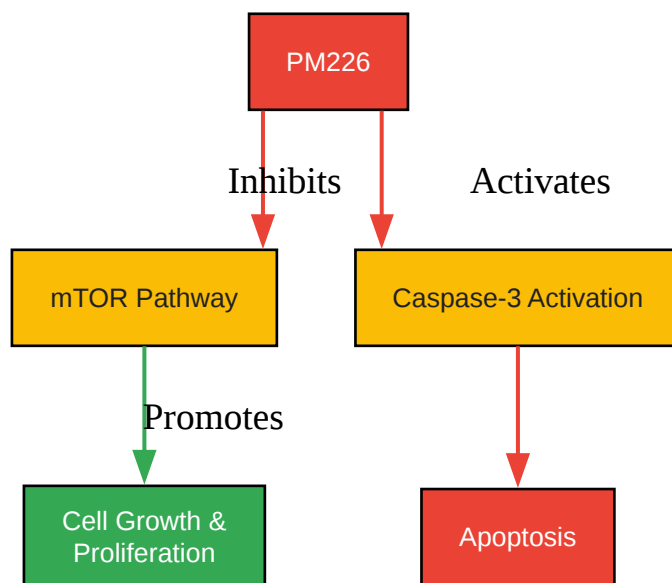 PM226
Inhibits
Activates
mTOR Pathway
Caspase-3 Activation
Promotes
Cell Growth &
Proliferation
Apoptosis